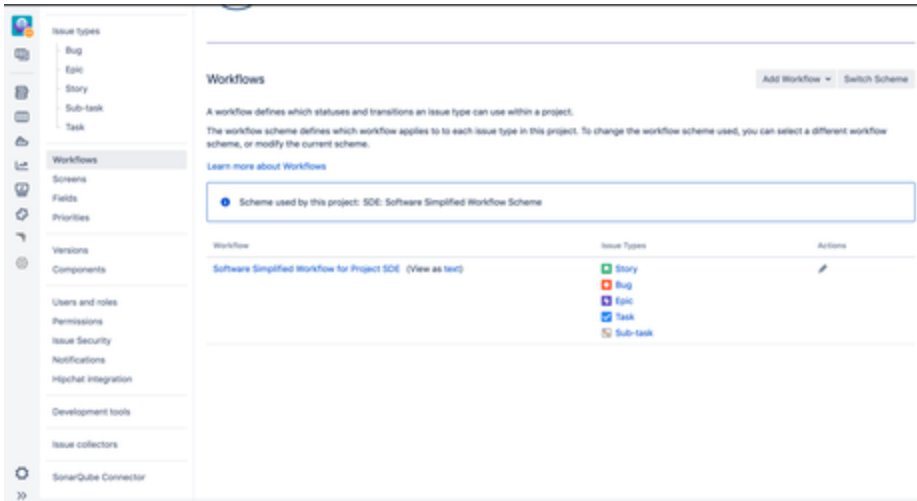 Issue types
Bug
Epic
Story
Sub-task
Task
Workflows
Screens
Fields
Priorities
Versions
Components
Users and roles
Permissions
Issue Security
Notifications
Hipchat integration
Development tools
Issue collectors
SonarQube Connector
Workflows
Add Workflow
Switch Scheme
A workflow defines which statuses and transitions an issue type can use within a project.
The workflow scheme defines which workflow applies to to each issue type in this project. To change the workflow scheme used, you can select a different workflow
scheme, or modify the current scheme.
Learn more about Workflows
Scheme used by this project: SDE: Software Simplified Workflow Scheme
Workflow Issue Types Actions
Software Simplified Workflow for Project SDE (View as text)
Story
Bug
Epic
Task
Sub-task